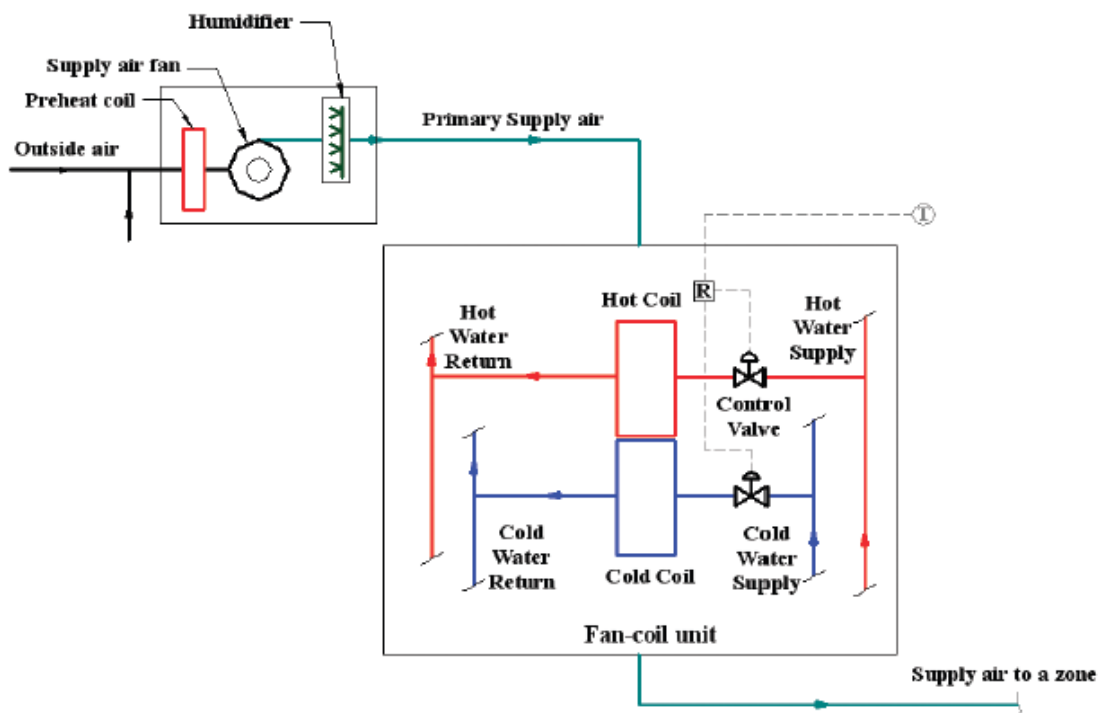 Humidifier
Supply air fan
Preheat coil
Outside air
Primary Supply air
T
R
Hot Coil
Hot
Water
Return
Hot
Water
Supply
Control
Valve
Cold
Water
Return
Cold Coil
Cold
Water
Supply
Fan-coil unit
Supply air to a zone